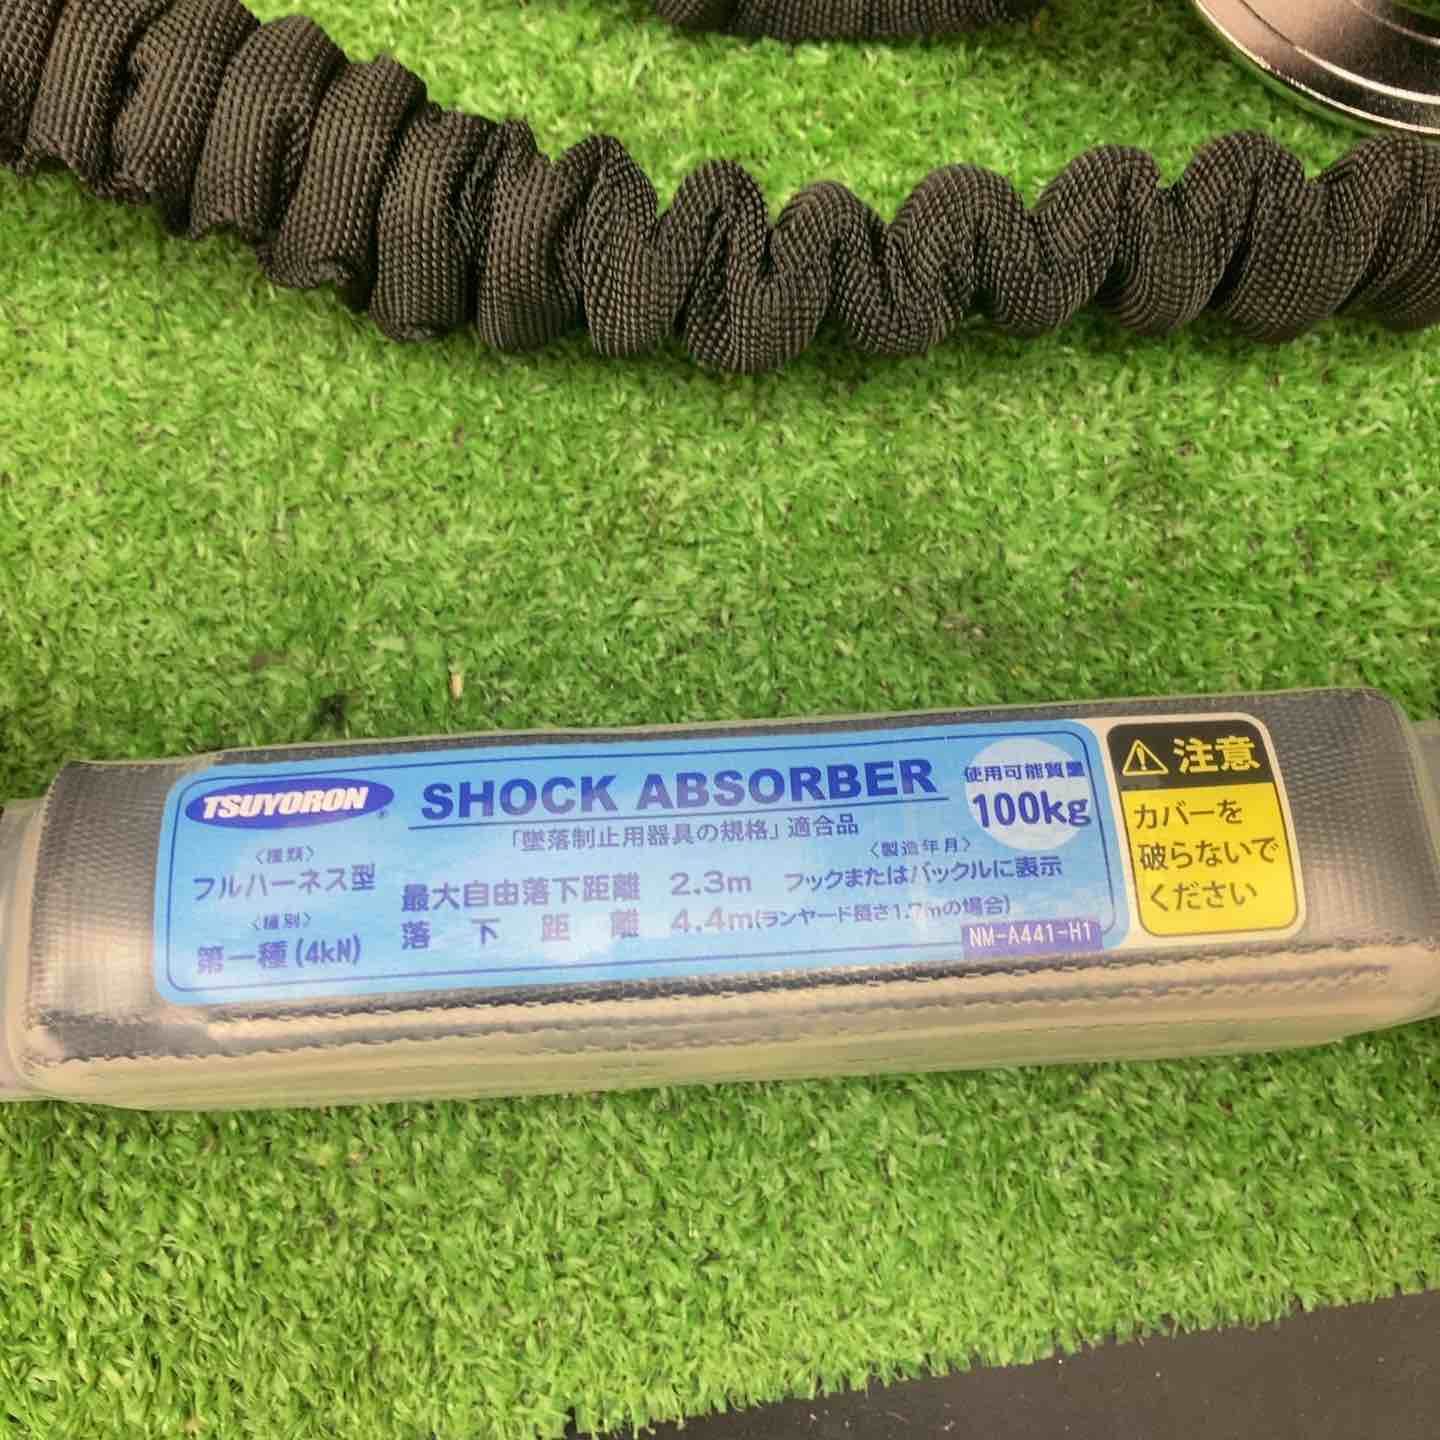 TSUYORON®
SHOCK ABSORBER
「墜落制止用器具の規格」適合品
使用可能質量
100kg
〈種類〉
フルハーネス型
〈種別〉
第一種(4kN)
最大自由落下距離 2.3m
落下距離 4.4m(ランヤード長さ1.7mの場合)
〈製造年月〉
フックまたはバックルに表示
NM-A441-H1
注意
カバーを
破らないで
ください